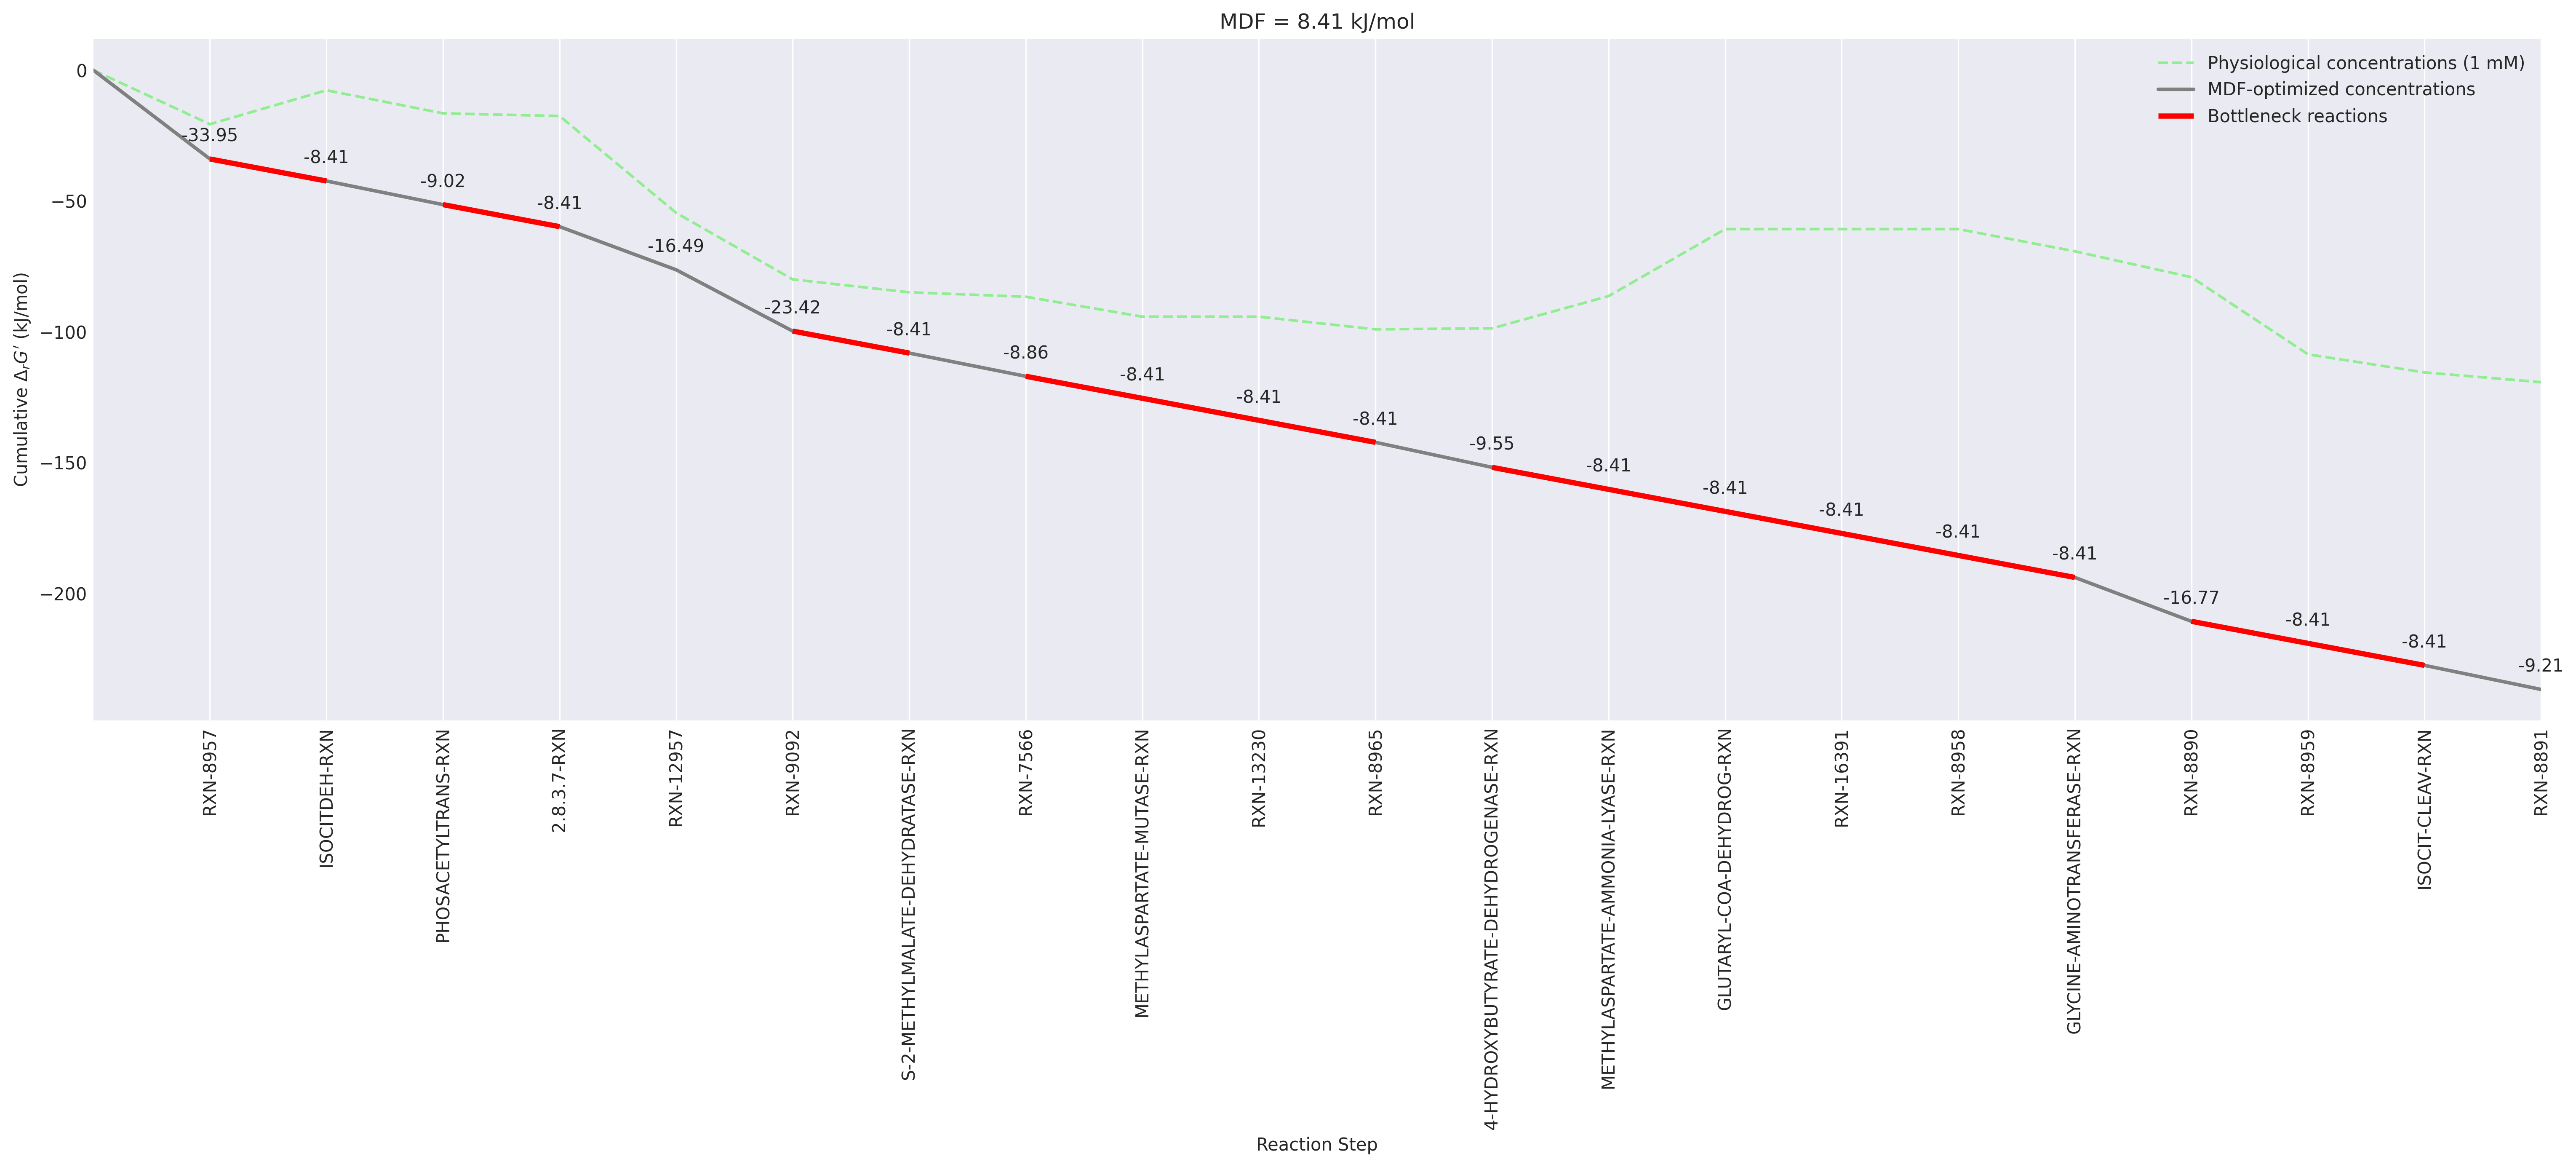 MDF = 8.41 kJ/mol
Physiological concentrations (1 mM)
MDF-optimized concentrations
Bottleneck reactions
Cumulative ΔrG′ (kJ/mol)
0
−50
−100
−150
−200
-33.95
-8.41
-9.02
-8.41
-16.49
-23.42
-8.41
-8.86
-8.41
-8.41
-8.41
-9.55
-8.41
-8.41
-8.41
-8.41
-8.41
-16.77
-8.41
-8.41
-9.21
RXN-8957
ISOCITDEH-RXN
PHOSACETYLTRANS-RXN
2.8.3.7-RXN
RXN-12957
RXN-9092
S-2-METHYLMALATE-DEHYDRATASE-RXN
RXN-7566
METHYLASPARTATE-MUTASE-RXN
RXN-13230
RXN-8965
4-HYDROXYBUTYRATE-DEHYDROGENASE-RXN
METHYLASPARTATE-AMMONIA-LYASE-RXN
GLUTARYL-COA-DEHYDROG-RXN
RXN-16391
RXN-8958
GLYCINE-AMINOTRANSFERASE-RXN
RXN-8890
RXN-8959
ISOCIT-CLEAV-RXN
RXN-8891
Reaction Step